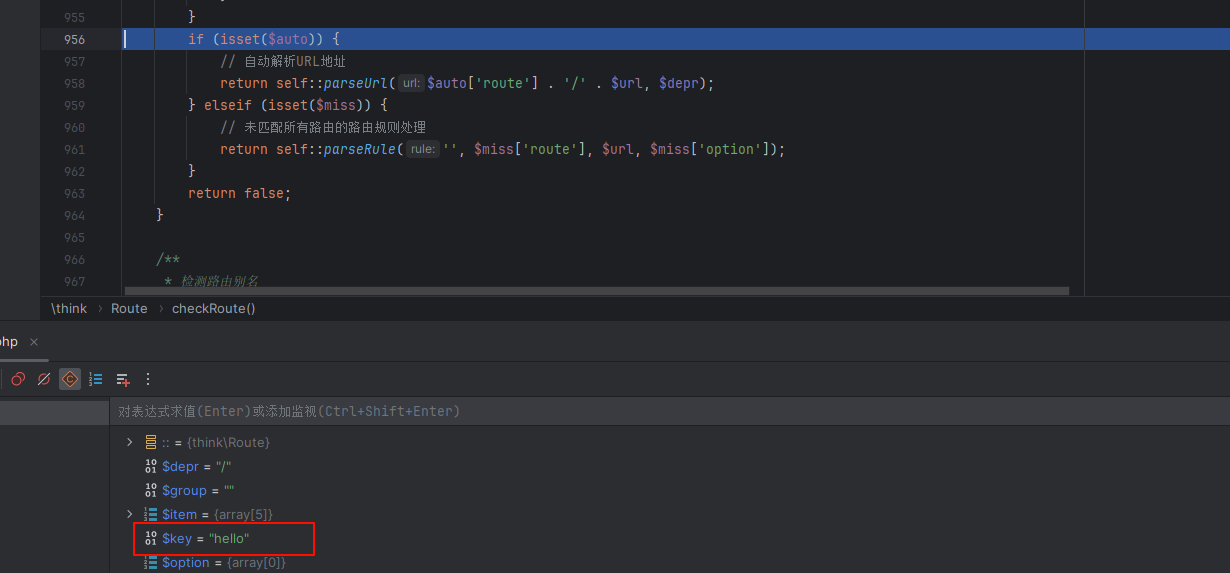 955 }
956 if (isset($auto)) {
957 // 自动解析URL地址
958 return self::parseUrl( url: $auto['route'] . '/' . $url, $depr);
959 } elseif (isset($miss)) {
960 // 未匹配所有路由的路由规则处理
961 return self::parseRule( rule: '', $miss['route'], $url, $miss['option']);
962 }
963 return false;
964 }
965
966 /**
967 * 检测路由别名
\think > Route > checkRoute()
php ×
对表达式求值(Enter)或添加监视(Ctrl+Shift+Enter)
:: = {think\Route}
$depr = "/"
$group = ""
$item = {array[5]}
$key = "hello"
$option = {array[0]}